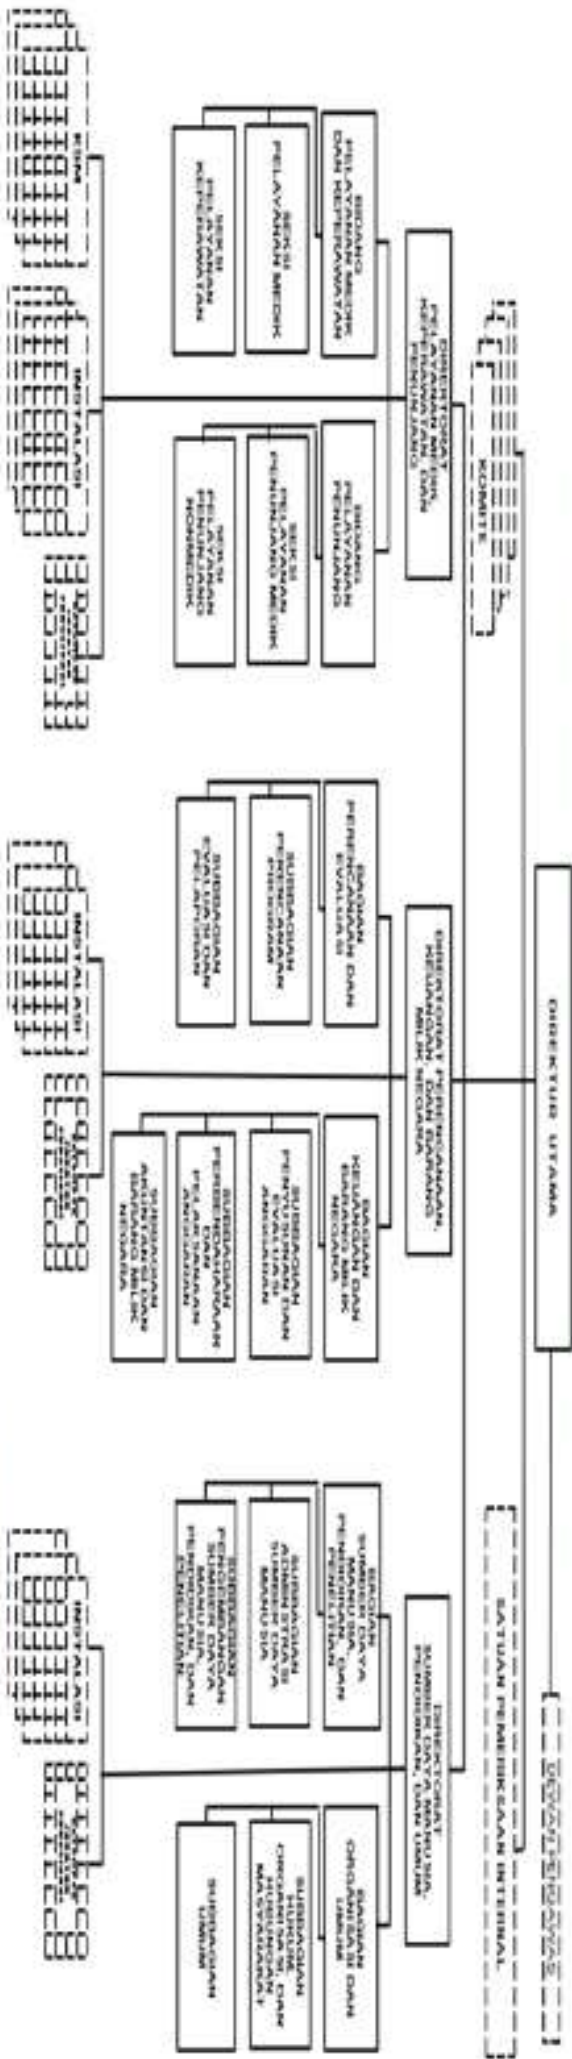 DIREKTUR UTAMA
DEWAN PENGAWAS
KOMITE
SATUAN PEMERIKSAAN INTERNAL
DIREKTORAT
PELAYANAN MEDIK,
KEPERAWATAN, DAN
PENUNJANG
DIREKTORAT PERENCANAAN,
KEUANGAN, DAN BARANG
MILIK NEGARA
DIREKTORAT
SUMBER DAYA MANUSIA,
PENDIDIKAN, DAN UMUM
BIDANG
PELAYANAN MEDIK
DAN KEPERAWATAN
BIDANG
PELAYANAN
PENUNJANG
BAGIAN
PERENCANAAN DAN
EVALUASI
BAGIAN
KEUANGAN DAN
BARANG MILIK
NEGARA
BAGIAN
SUMBER DAYA
MANUSIA,
PENDIDIKAN, DAN
PENELITIAN
BAGIAN
ORGANISASI DAN
UMUM
SEKSI
PELAYANAN MEDIK
SEKSI
PELAYANAN
PENUNJANG MEDIK
SUBBAGIAN
PERENCANAAN
PROGRAM
SUBBAGIAN
PENYUSUNAN DAN
EVALUASI
ANGGARAN
SUBBAGIAN
ADMINISTRASI
SUMBER DAYA
MANUSIA
SUBBAGIAN
HUKUM,
ORGANISASI, DAN
HUBUNGAN
MASYARAKAT
SEKSI
PELAYANAN
KEPERAWATAN
SEKSI
PELAYANAN
PENUNJANG
NONMEDIK
SUBBAGIAN
EVALUASI DAN
PELAPORAN
SUBBAGIAN
PERBENDAHARAAN
DAN
PELAKSANAAN
ANGGARAN
SUBBAGIAN
PENGEMBANGAN
SUMBER DAYA
MANUSIA,
PENDIDIKAN, DAN
PENELITIAN
SUBBAGIAN
UMUM
SUBBAGIAN
AKUNTANSI DAN
BARANG MILIK
NEGARA
KSM
INSTALASI
INSTALASI
INSTALASI